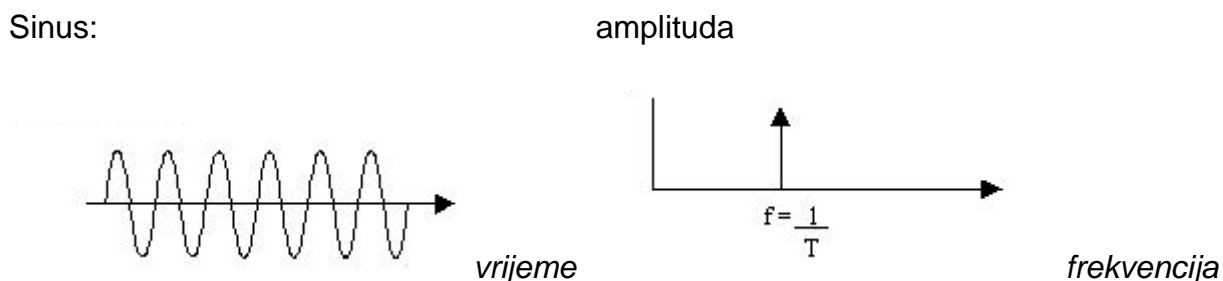 Sinus: amplituda
f = 1
T
vrijeme frekvencija